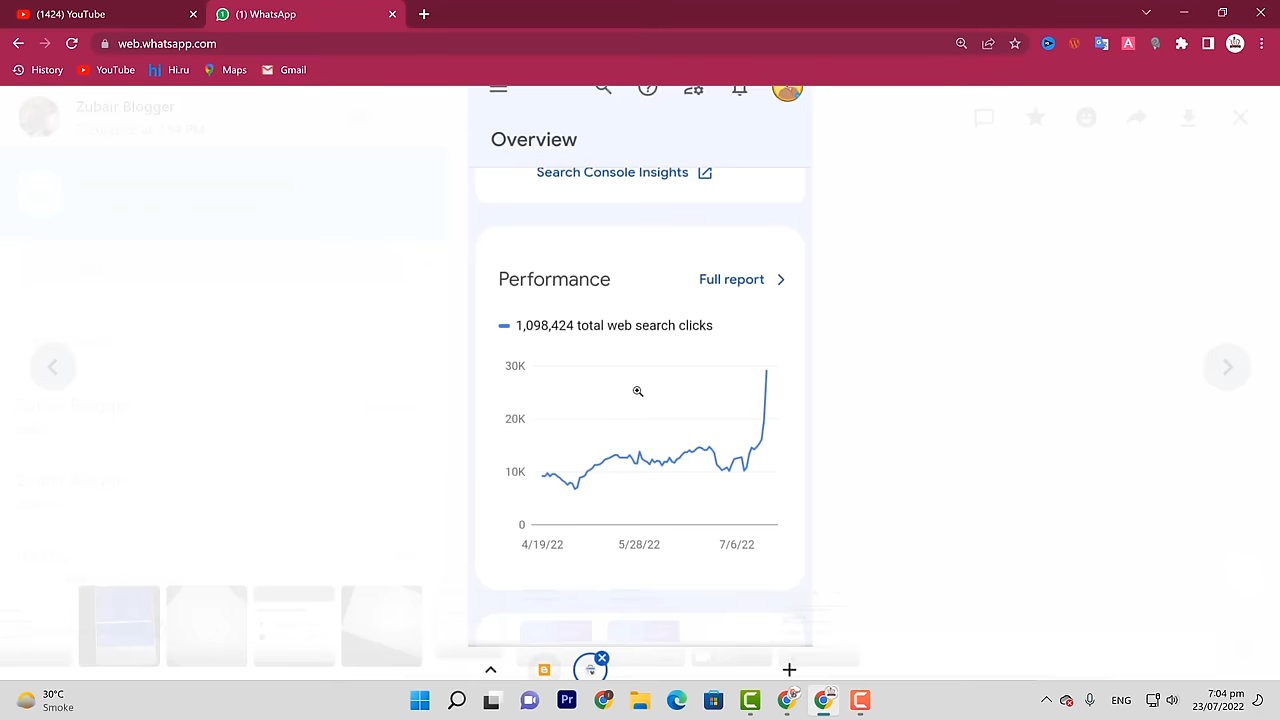 (1424) YouTube
(1) WhatsApp
web.whatsapp.com
History
YouTube
Hi.ru
Maps
Gmail
Zubair Blogger
Overview
Search Console Insights
Performance
Full report
1,098,424 total web search clicks
30K
20K
10K
0
4/19/22
5/28/22
7/6/22
30°C
Smoke
Pr
ENG
7:04 pm
23/07/2022